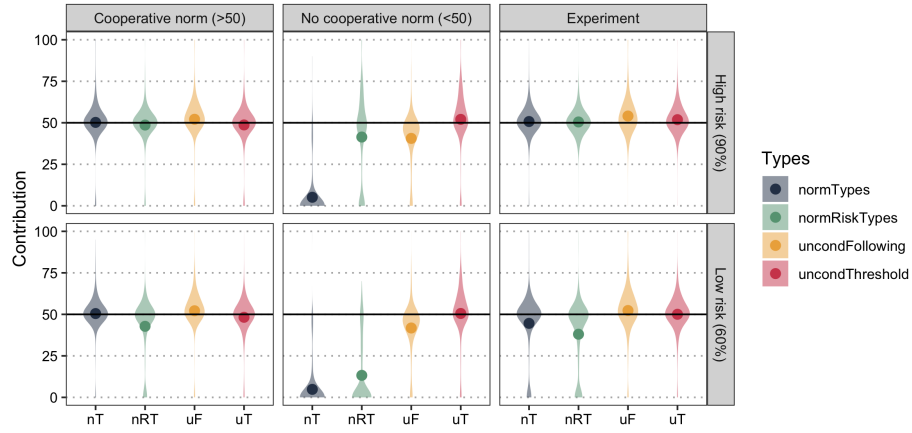 Cooperative norm (>50) No cooperative norm (<50) Experiment
100
75
50
25
0
High risk (90%)
100
75
50
25
0
Low risk (60%)
Contribution
nT nRT uF uT nT nRT uF uT nT nRT uF uT
Types
normTypes
normRiskTypes
uncondFollowing
uncondThreshold